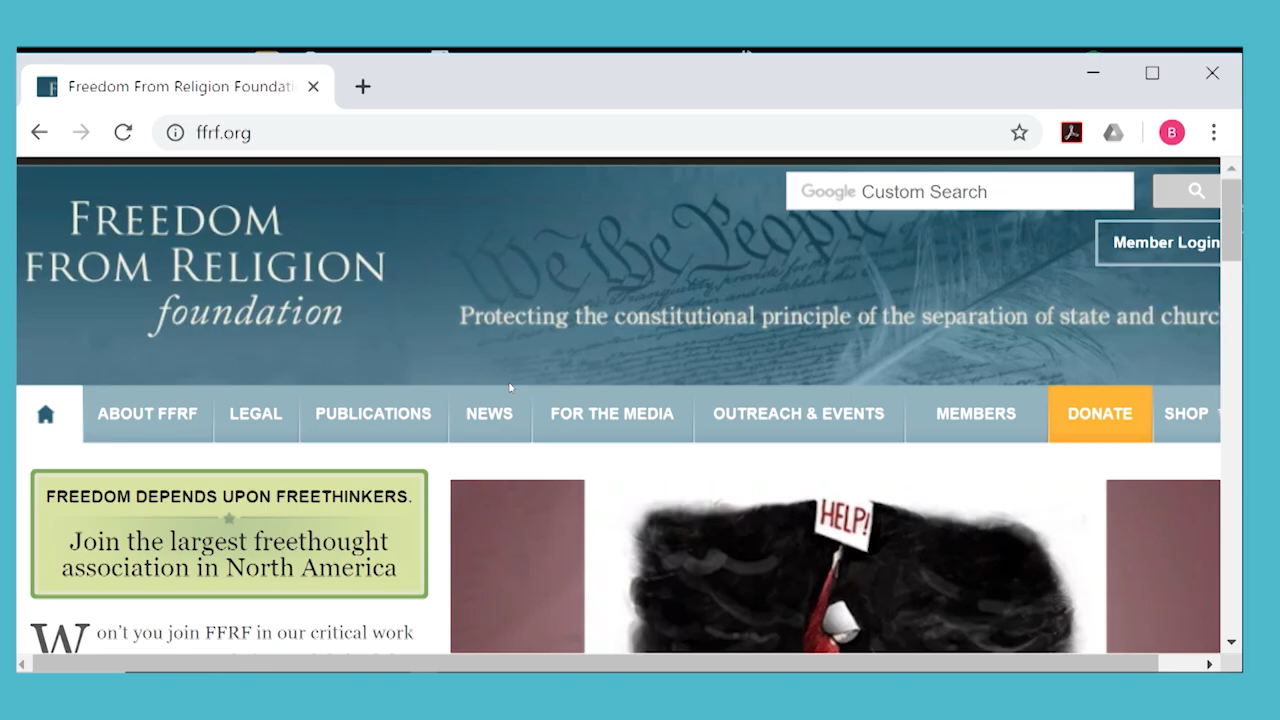 Freedom From Religion Foundati
ffrf.org
B
Google Custom Search
Member Login
FREEDOM
FROM RELIGION
foundation
We the People
Protecting the constitutional principle of the separation of state and churc
ABOUT FFRF LEGAL PUBLICATIONS NEWS FOR THE MEDIA OUTREACH & EVENTS MEMBERS DONATE SHOP
FREEDOM DEPENDS UPON FREETHINKERS.
Join the largest freethought
association in North America
HELP!
Won't you join FFRF in our critical work